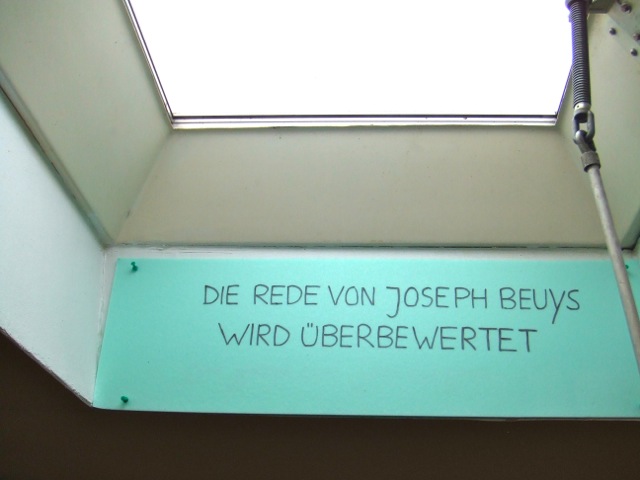 DIE REDE VON JOSEPH BEUYS
WIRD ÜBERBEWERTET